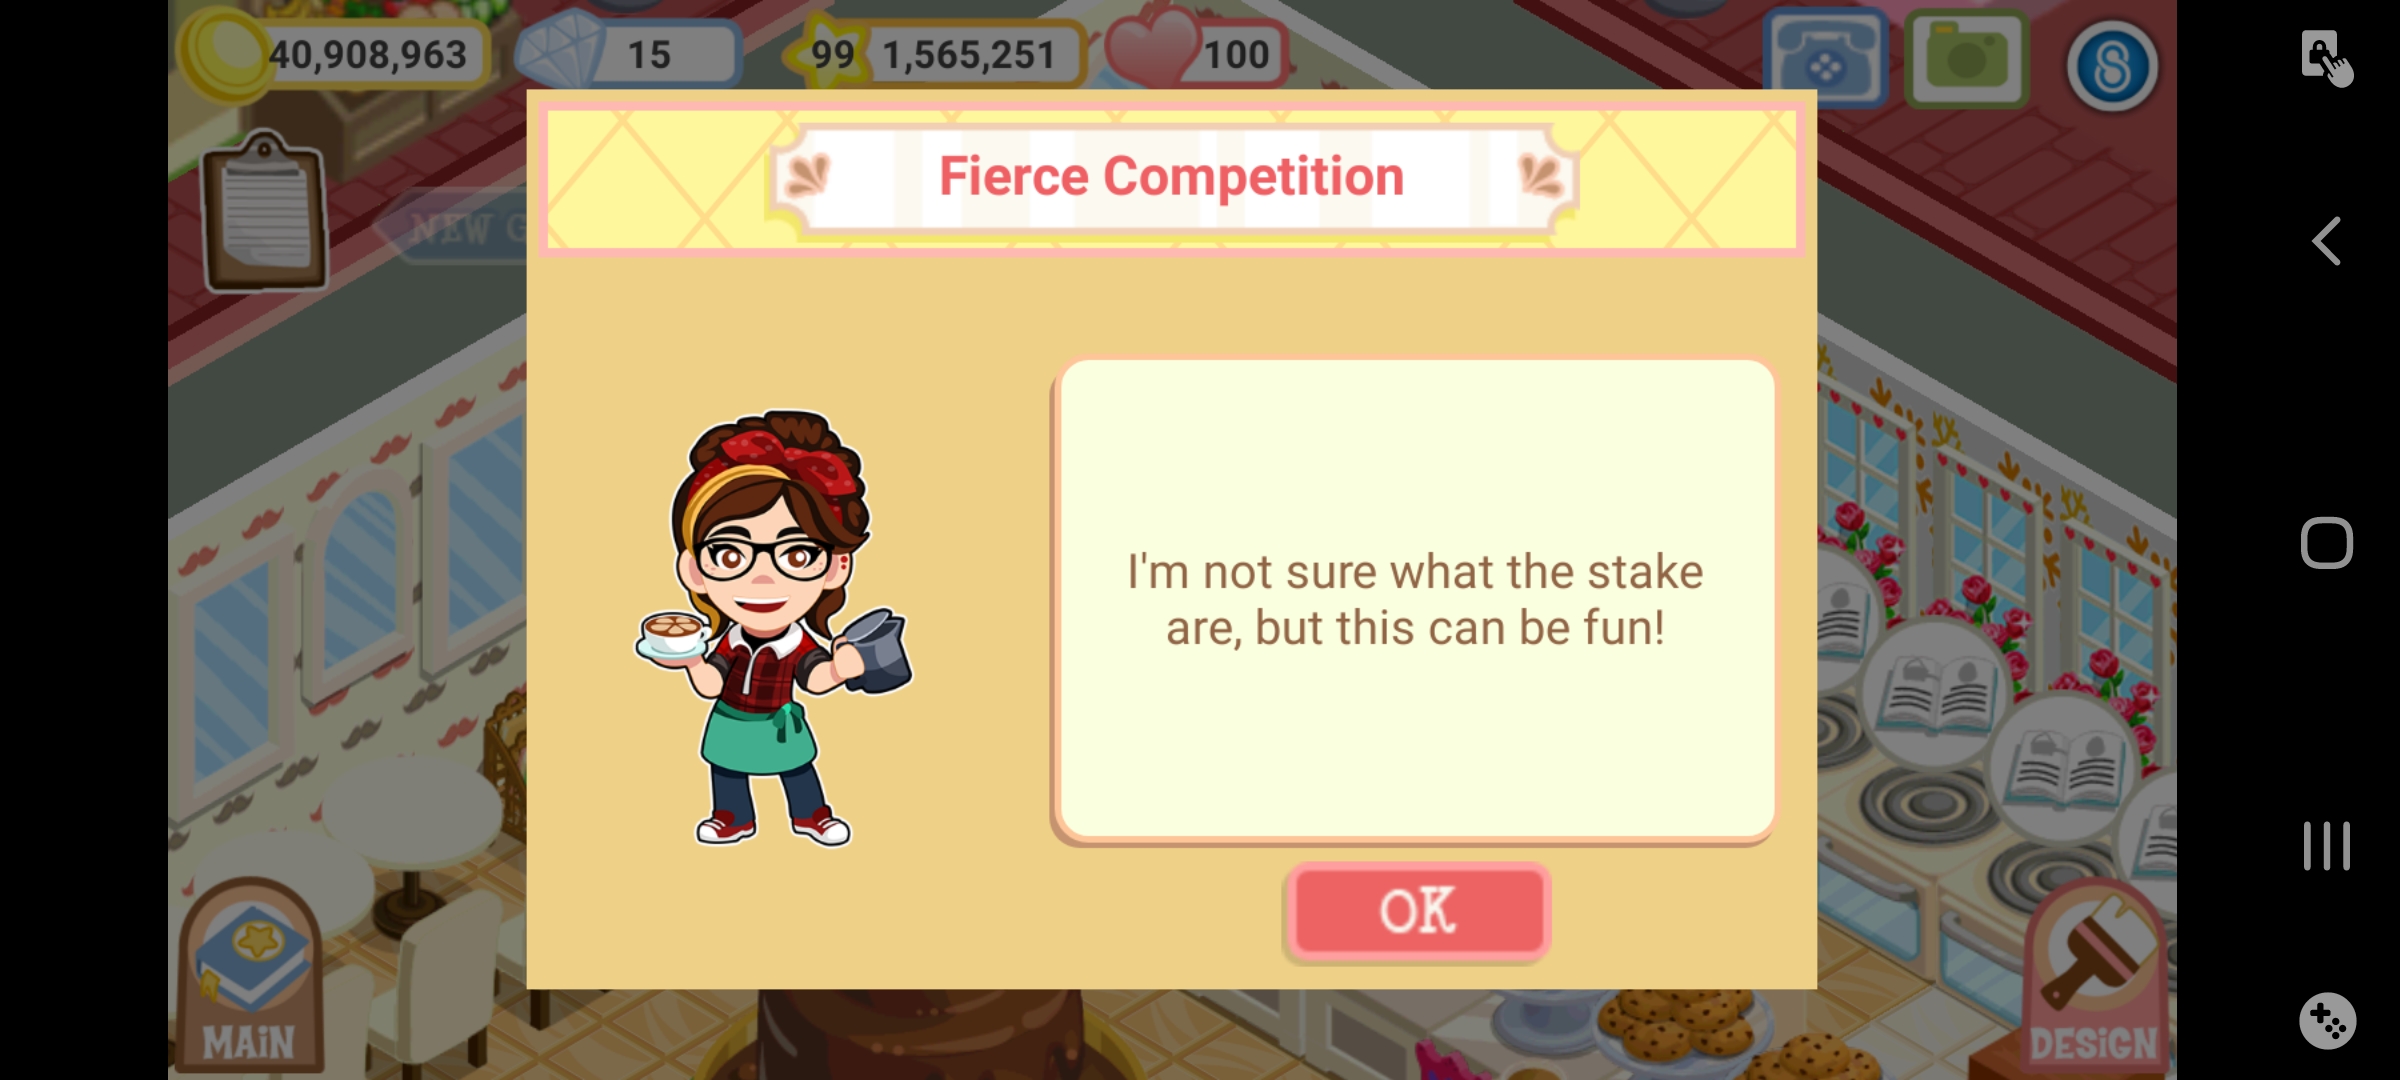 40,908,963
15
99
1,565,251
100
NEW G
Fierce Competition
I'm not sure what the stake
are, but this can be fun!
OK
MAiN
DESiGN